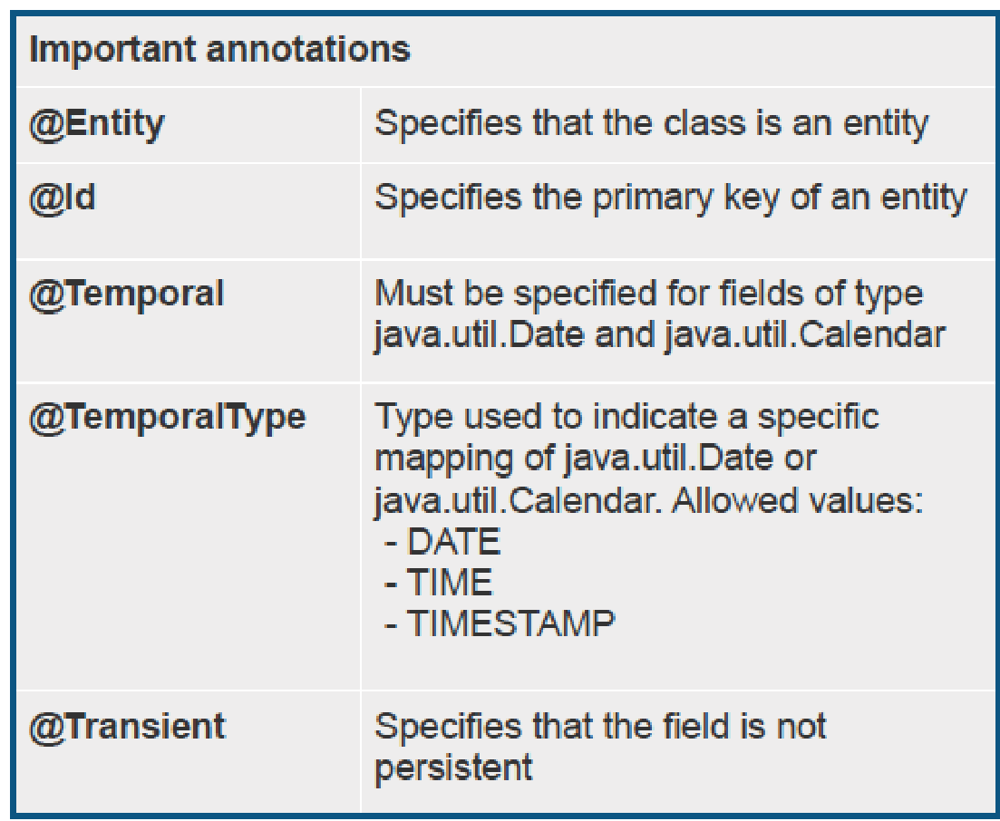 Important annotations
@Entity
Specifies that the class is an entity
@Id
Specifies the primary key of an entity
@Temporal
Must be specified for fields of type
java.util.Date and java.util.Calendar
@TemporalType
Type used to indicate a specific
mapping of java.util.Date or
java.util.Calendar. Allowed values:
- DATE
- TIME
- TIMESTAMP
@Transient
Specifies that the field is not
persistent